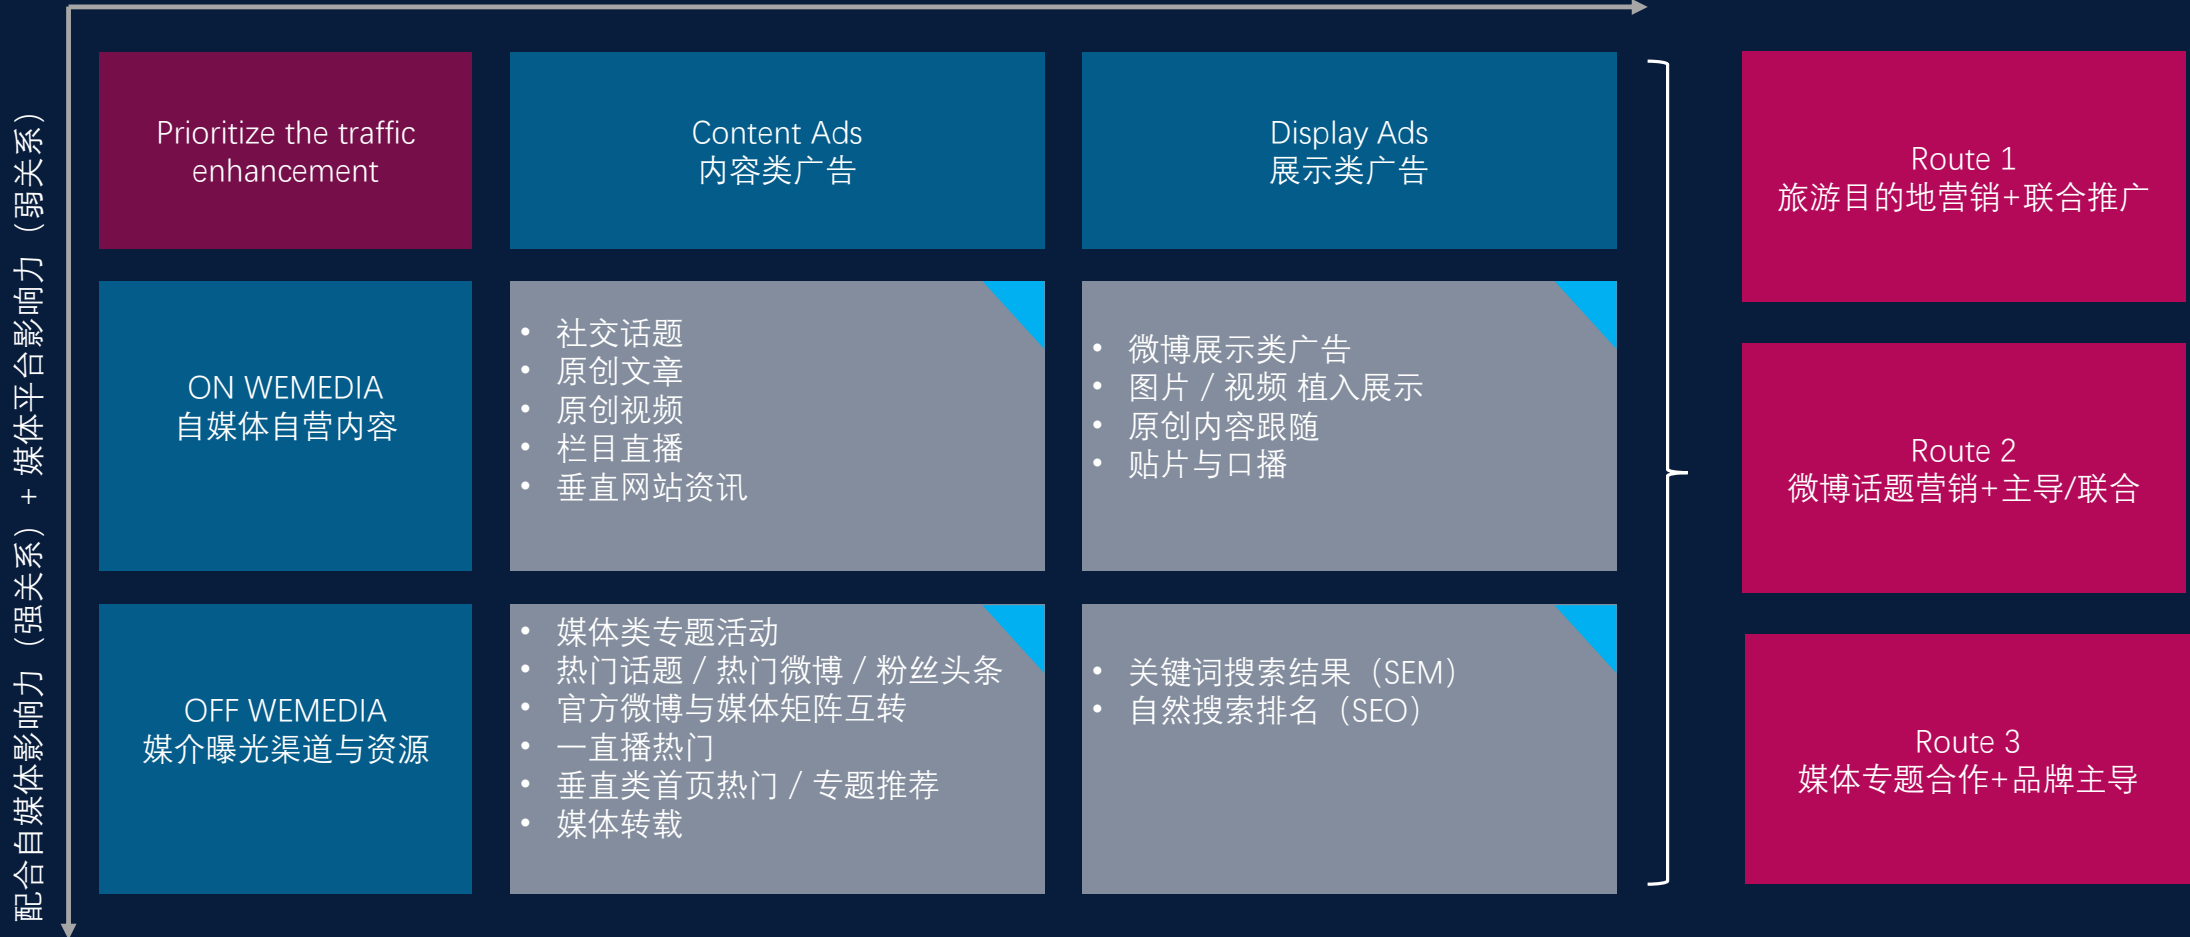 配合自媒体影响力（强关系）+ 媒体平台影响力（弱关系）
Prioritize the traffic
enhancement
Content Ads
内容类广告
Display Ads
展示类广告
ON WEMEDIA
自媒体自营内容
• 社交话题
• 原创文章
• 原创视频
• 栏目直播
• 垂直网站资讯
• 微博展示类广告
• 图片 / 视频 植入展示
• 原创内容跟随
• 贴片与口播
OFF WEMEDIA
媒介曝光渠道与资源
• 媒体类专题活动
• 热门话题 / 热门微博 / 粉丝头条
• 官方微博与媒体矩阵互转
• 一直播热门
• 垂直类首页热门 / 专题推荐
• 媒体转载
• 关键词搜索结果（SEM）
• 自然搜索排名（SEO）
Route 1
旅游目的地营销+联合推广
Route 2
微博话题营销+主导/联合
Route 3
媒体专题合作+品牌主导